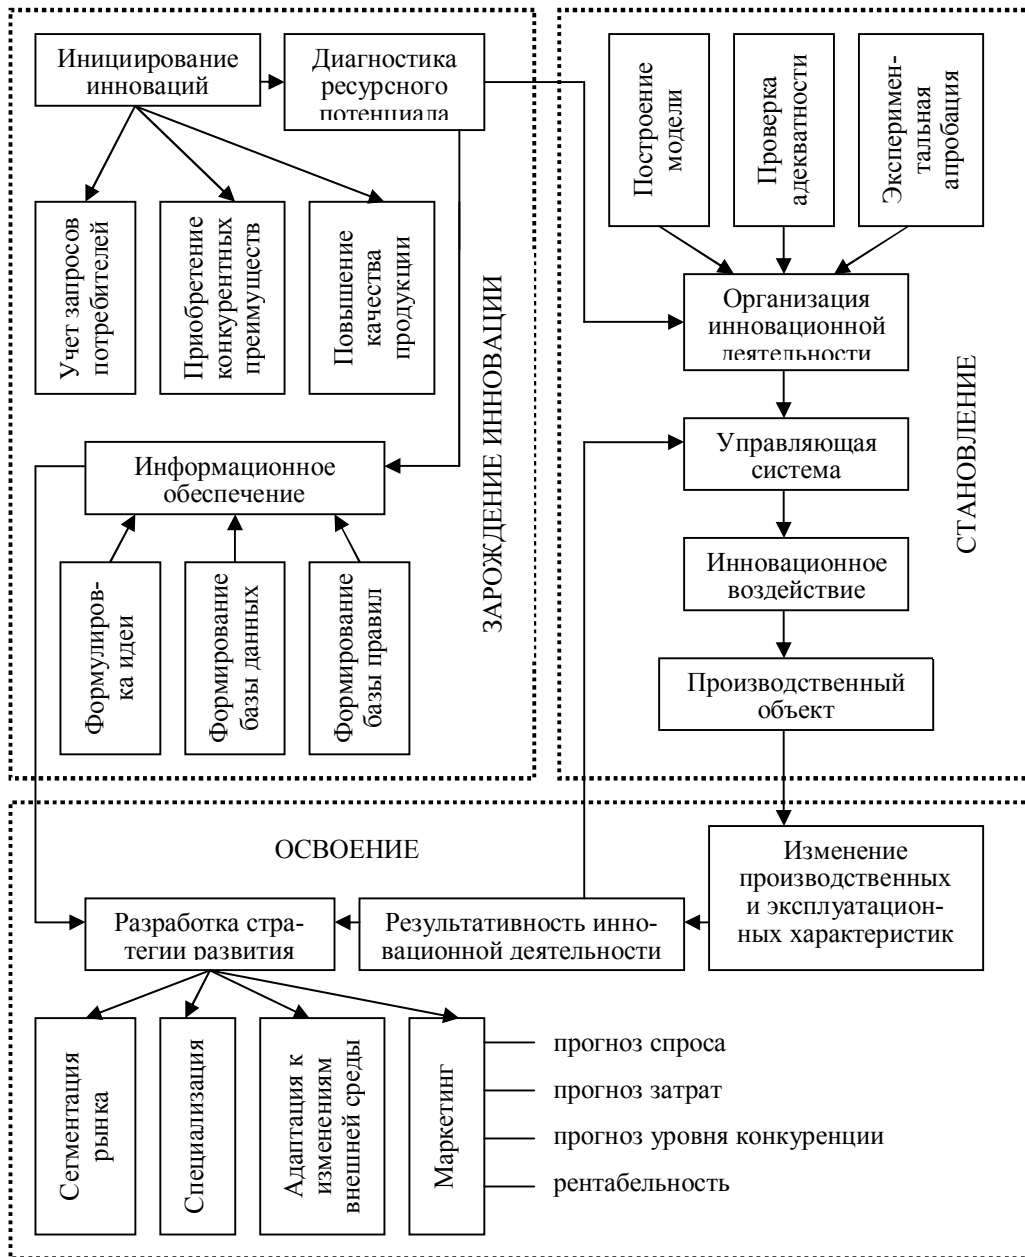 Инициирование
инноваций
Диагностика
ресурсного
потенциала
Учет запросов
потребителей
Приобретение
конкурентных
преимуществ
Повышение
качества
продукции
Информационное
обеспечение
Формулиров-
ка идеи
Формирование
базы данных
Формирование
базы правил
ЗАРОЖДЕНИЕ ИННОВАЦИИ
Построение
модели
Проверка
адекватности
Эксперимен-
тальная
апробация
Организация
инновационной
деятельности
Управляющая
система
Инновационное
воздействие
Производственный
объект
СТАНОВЛЕНИЕ
ОСВОЕНИЕ
Изменение
производственных
и эксплуатацион-
ных характеристик
Результативность инно-
вационной деятельности
Разработка стра-
тегии развития
Сегментация
рынка
Специализация
Адаптация к
изменениям
внешней среды
Маркетинг
прогноз спроса
прогноз затрат
прогноз уровня конкуренции
рентабельность